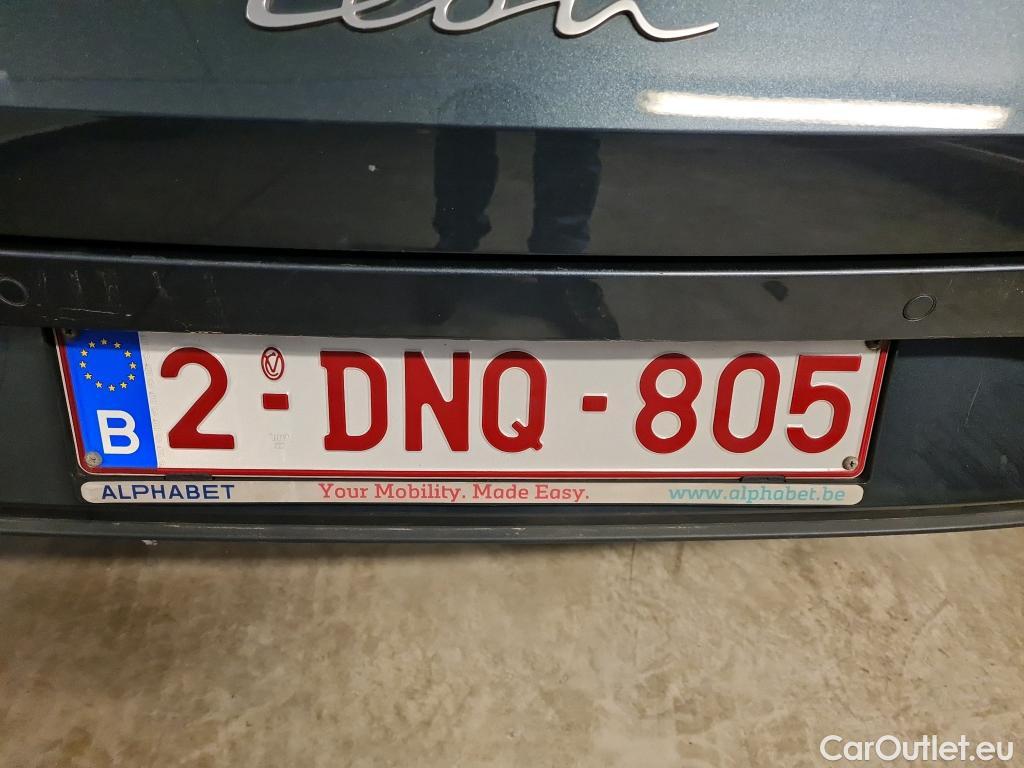 Leon
B 2-DNQ-805
ALPHABET Your Mobility. Made Easy. www.alphabet.be
CarOutlet.eu